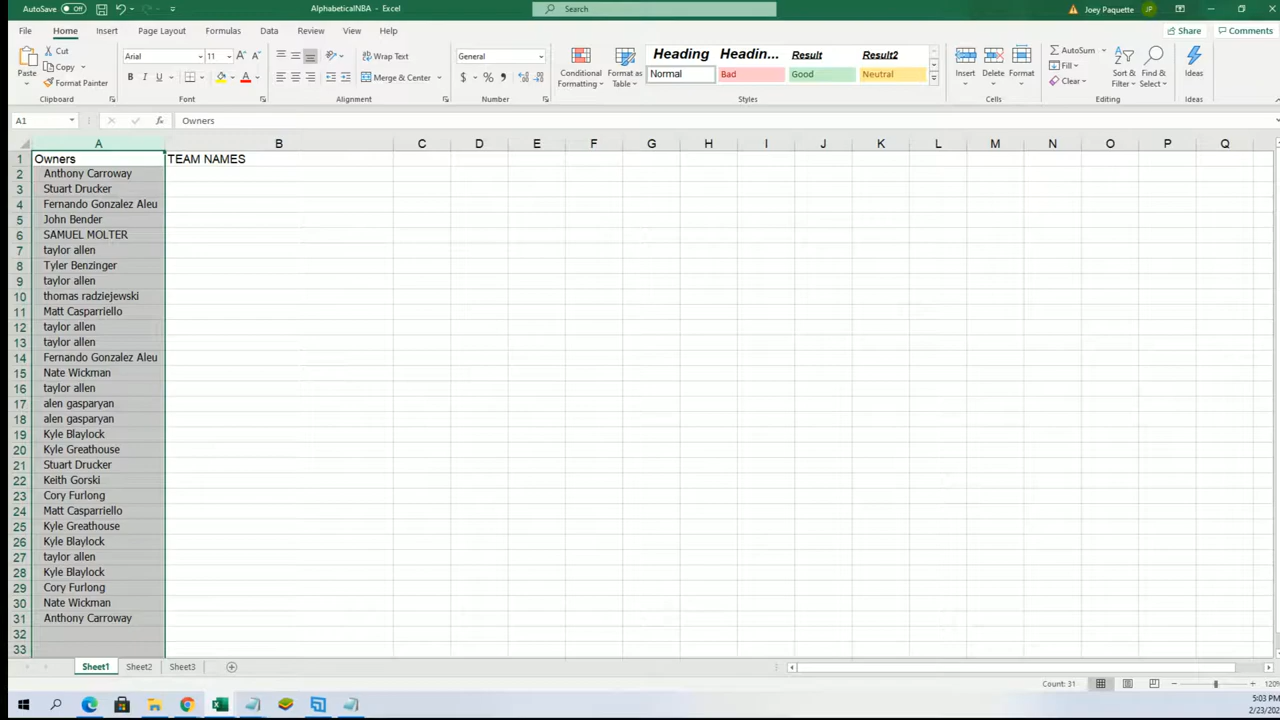 AutoSave Off AlphabeticalNBA - Excel Search Joey Paquette JP
File Home Insert Page Layout Formulas Data Review View Help Share Comments
Paste Cut Copy Format Painter Clipboard
Arial 11 A A B I U A Font
Wrap Text Merge & Center Alignment
General $ % , Number
Conditional Formatting Format as Table
Heading Headin... Result Result2
Normal Bad Good Neutral
Styles
Insert Delete Format Cells
AutoSum Fill Clear Sort & Filter Find & Select Editing
Ideas Ideas
A1 fx Owners
A B C D E F G H I J K L M N O P Q
1 Owners TEAM NAMES
2 Anthony Carroway
3 Stuart Drucker
4 Fernando Gonzalez Aleu
5 John Bender
6 SAMUEL MOLTER
7 taylor allen
8 Tyler Benzinger
9 taylor allen
10 thomas radziejewski
11 Matt Casparriello
12 taylor allen
13 taylor allen
14 Fernando Gonzalez Aleu
15 Nate Wickman
16 taylor allen
17 alen gasparyan
18 alen gasparyan
19 Kyle Blaylock
20 Kyle Greathouse
21 Stuart Drucker
22 Keith Gorski
23 Cory Furlong
24 Matt Casparriello
25 Kyle Greathouse
26 Kyle Blaylock
27 taylor allen
28 Kyle Blaylock
29 Cory Furlong
30 Nate Wickman
31 Anthony Carroway
32
33
Sheet1 Sheet2 Sheet3
Count: 31
5:03 PM